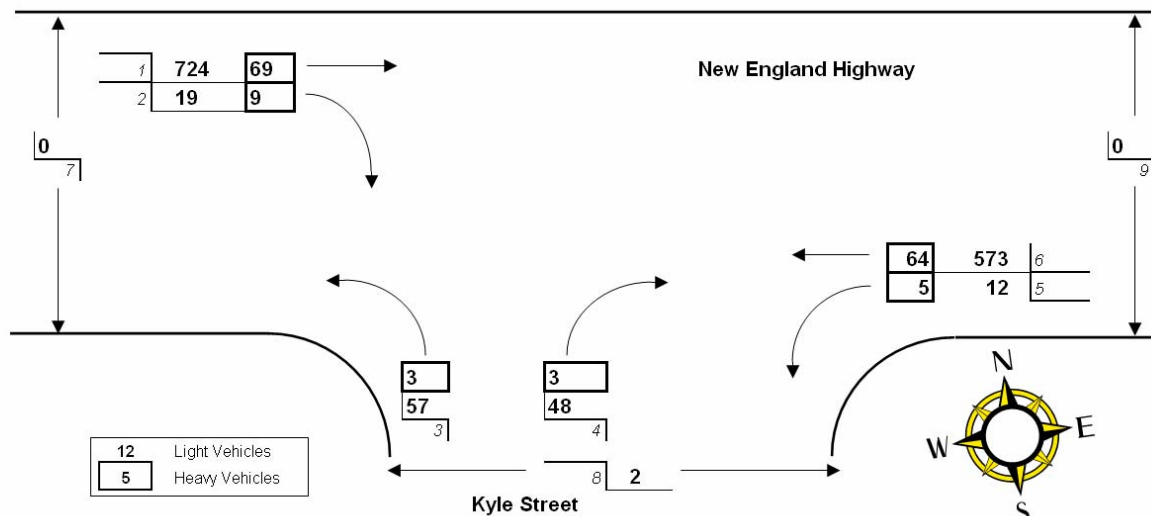 1 724 69
New England Highway
2 19 9
0
7
0
9
64 573 6
5 12 5
3
57
3
3
48
4
12 Light Vehicles
5 Heavy Vehicles
8 2
Kyle Street
N
E
W
S